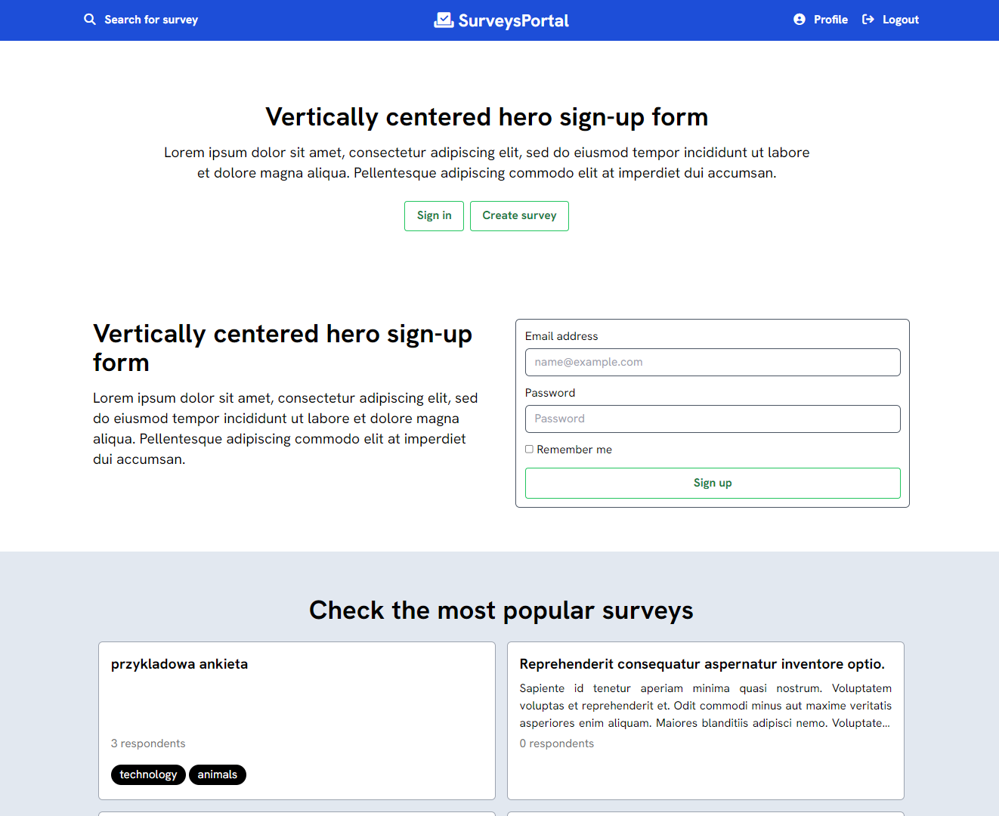 Search for survey
SurveysPortal
Profile
Logout
Vertically centered hero sign-up form
Lorem ipsum dolor sit amet, consectetur adipiscing elit, sed do eiusmod tempor incididunt ut labore
et dolore magna aliqua. Pellentesque adipiscing commodo elit at imperdiet dui accumsan.
Sign in
Create survey
Vertically centered hero sign-up
form
Lorem ipsum dolor sit amet, consectetur adipiscing elit, sed
do eiusmod tempor incididunt ut labore et dolore magna
aliqua. Pellentesque adipiscing commodo elit at imperdiet
dui accumsan.
Email address
name@example.com
Password
Password
Remember me
Sign up
Check the most popular surveys
przykladowa ankieta
3 respondents
technology
animals
Reprehenderit consequatur aspernatur inventore optio.
Sapiente id tenetur aperiam minima quasi nostrum. Voluptatem
voluptas et reprehenderit et. Odit commodi minus aut maxime veritatis
asperiores enim aliquam. Maiores blanditiis adipisci nemo. Voluptate...
0 respondents